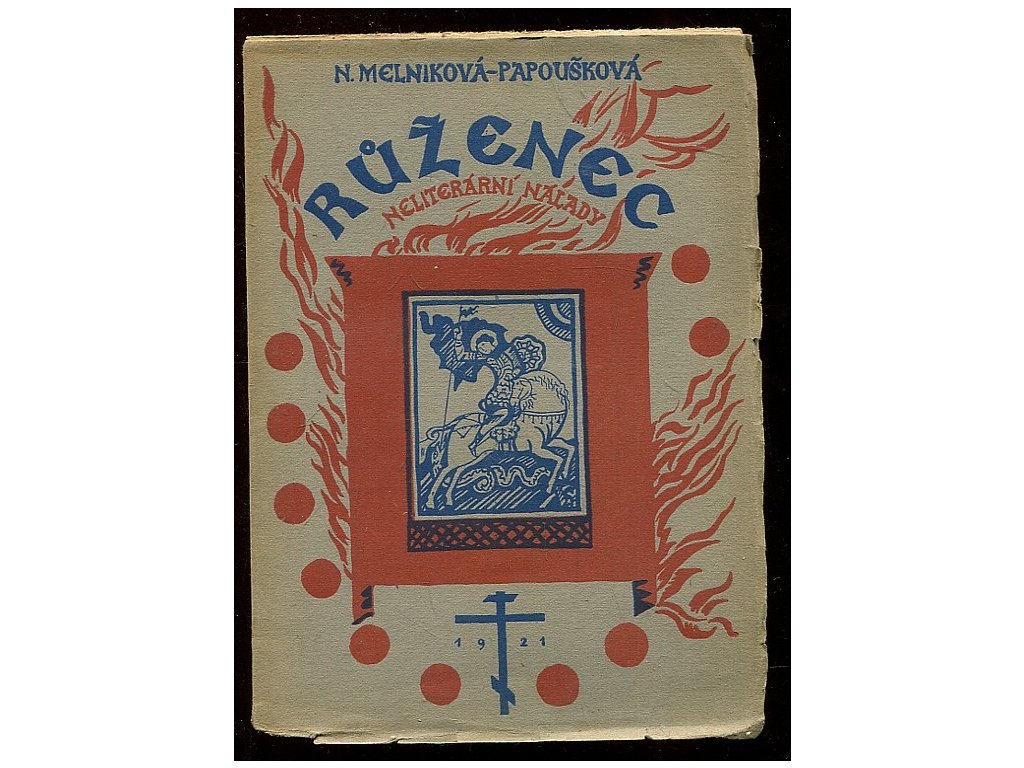 N. MELNIKOVÁ-PAPOUŠKOVÁ
RŮŽENEC
NELITERÁRNÍ NÁLADY
1921